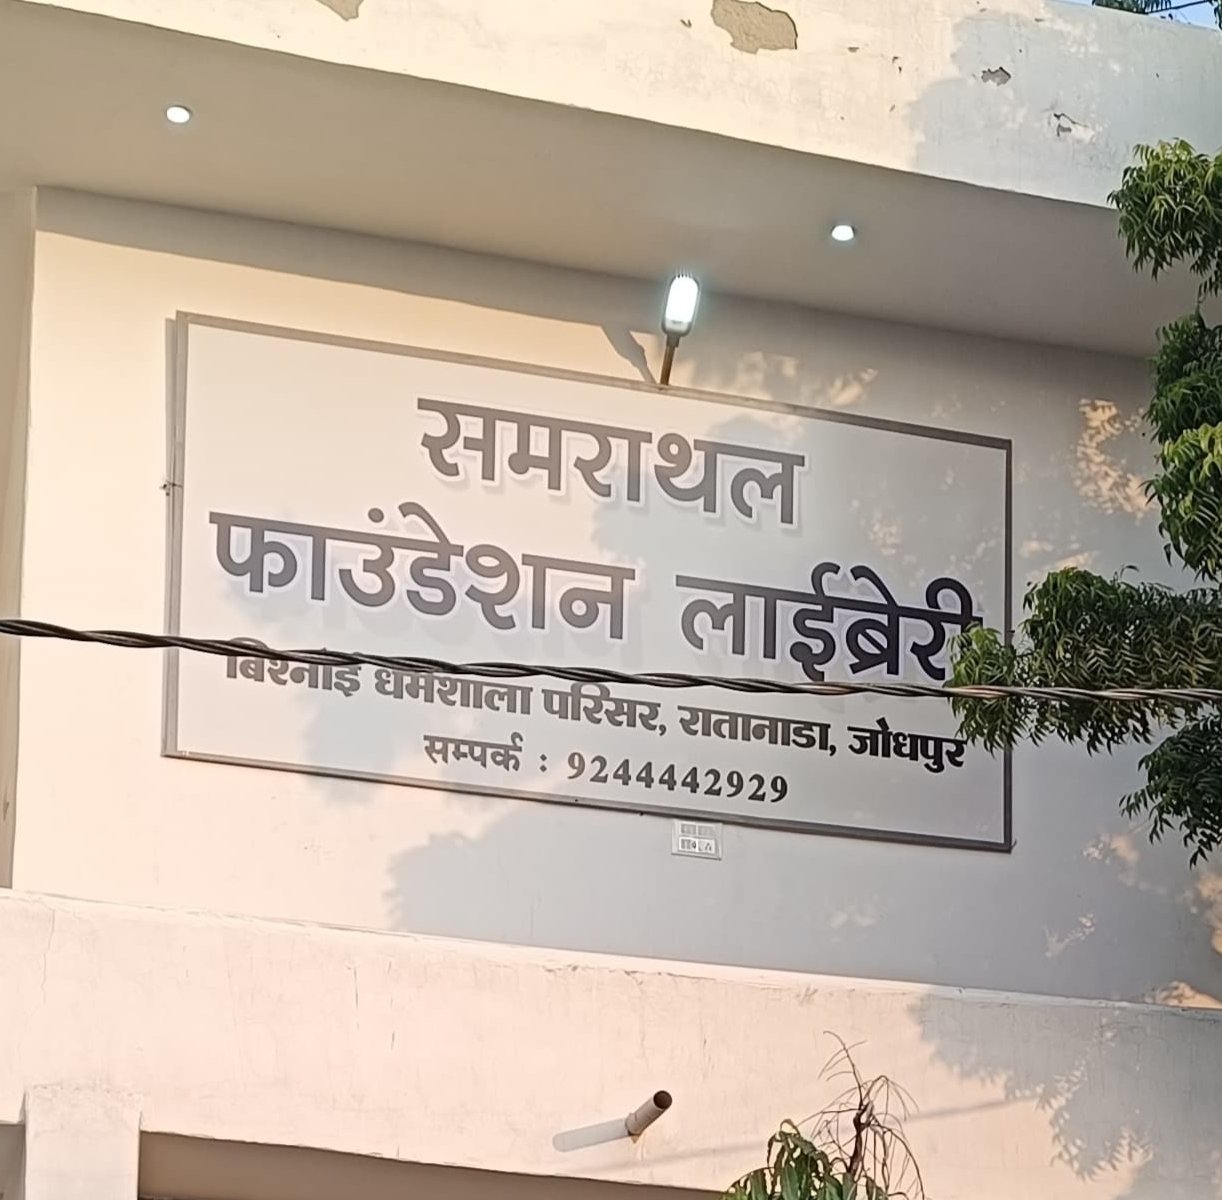 समराथल
फाउंडेशन लाईब्रेरी
बिश्नोई धर्मशाला परिसर, रातानाडा, जोधपुर
सम्पर्क : 9244442929